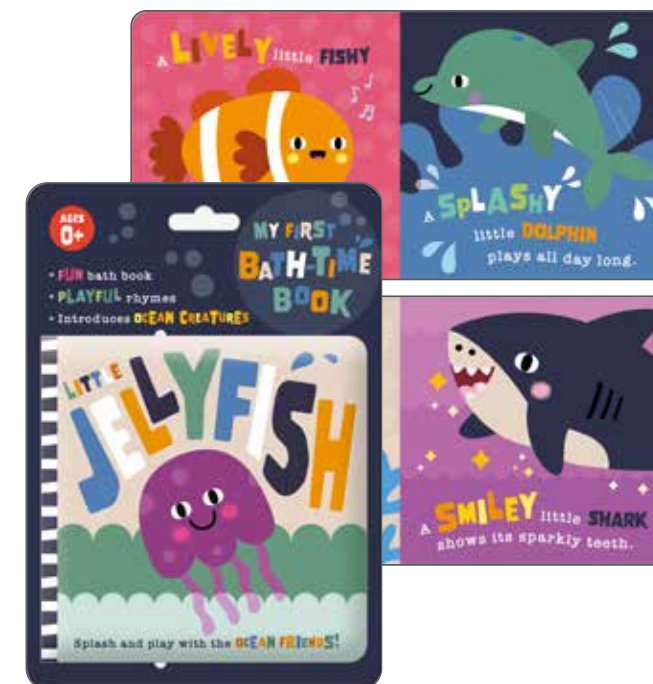 A LIVELY little FISHY
A SPLASHY
little DOLPHIN
plays all day long.
AGES
0+
MY FIRST
BATH-TIME
BOOK
• FUN bath book
• PLAYFUL rhymes
• Introduces OCEAN CREATURES
LITTLE
JELLYFISH
Splash and play with the OCEAN FRIENDS!
A SMILEY little SHARK
shows its sparkly teeth.